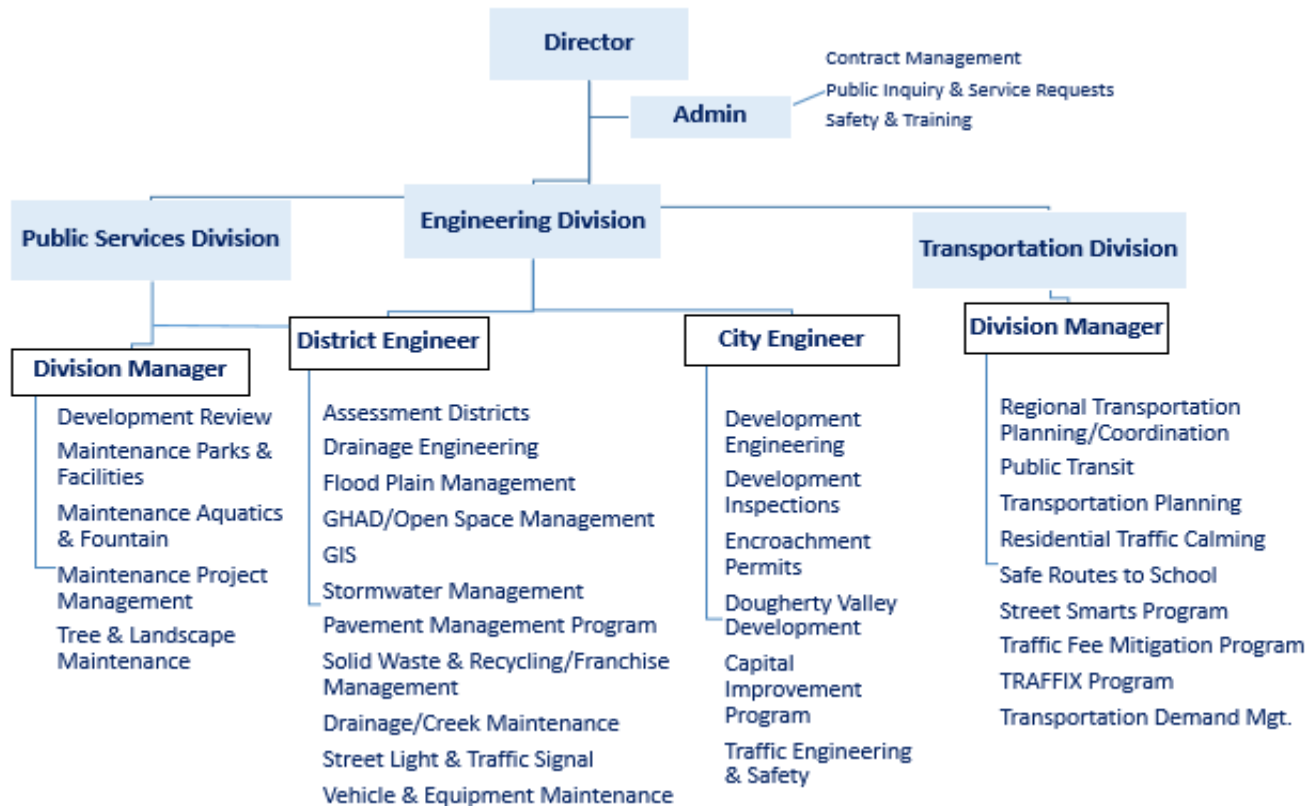 Director
Contract Management
Public Inquiry & Service Requests
Admin
Safety & Training
Public Services Division
Engineering Division
Transportation Division
Division Manager
Development Review
Maintenance Parks &
Facilities
Maintenance Aquatics
& Fountain
Maintenance Project
Management
Tree & Landscape
Maintenance
District Engineer
Assessment Districts
Drainage Engineering
Flood Plain Management
GHAD/Open Space Management
GIS
Stormwater Management
Pavement Management Program
Solid Waste & Recycling/Franchise
Management
Drainage/Creek Maintenance
Street Light & Traffic Signal
Vehicle & Equipment Maintenance
City Engineer
Development
Engineering
Development
Inspections
Encroachment
Permits
Dougherty Valley
Development
Capital
Improvement
Program
Traffic Engineering
& Safety
Division Manager
Regional Transportation
Planning/Coordination
Public Transit
Transportation Planning
Residential Traffic Calming
Safe Routes to School
Street Smarts Program
Traffic Fee Mitigation Program
TRAFFIX Program
Transportation Demand Mgt.